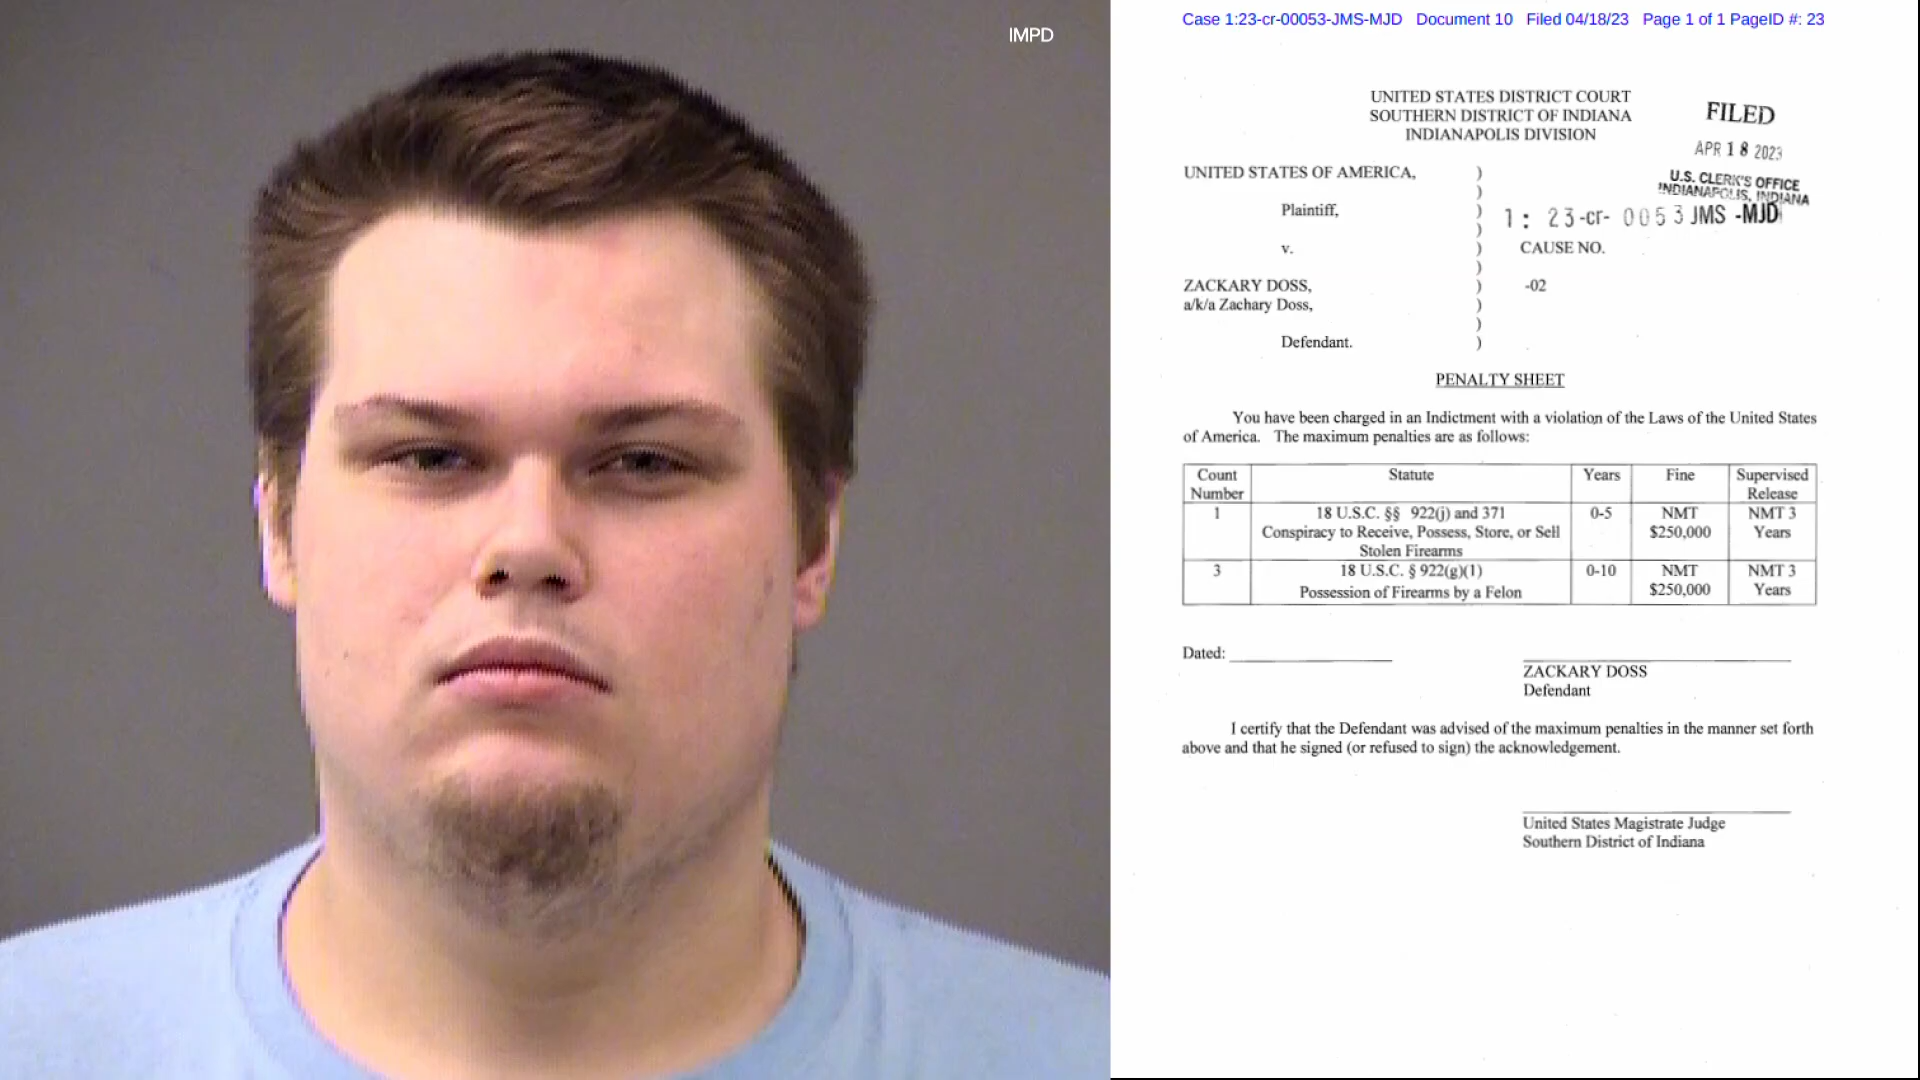 IMPD
Case 1:23-cr-00053-JMS-MJD Document 10 Filed 04/18/23 Page 1 of 1 PageID #: 23
UNITED STATES DISTRICT COURT
SOUTHERN DISTRICT OF INDIANA
INDIANAPOLIS DIVISION
FILED
APR 18 2023
U.S. CLERK'S OFFICE
INDIANAPOLIS, INDIANA
UNITED STATES OF AMERICA, )
)
Plaintiff, ) 1: 23-cr- 0053 JMS -MJD
)
v. ) CAUSE NO.
)
ZACKARY DOSS, ) -02
a/k/a Zachary Doss, )
)
Defendant. )
PENALTY SHEET
You have been charged in an Indictment with a violation of the Laws of the United States
of America. The maximum penalties are as follows:
Count Number Statute Years Fine Supervised Release
1 18 U.S.C. §§ 922(j) and 371 0-5 NMT NMT 3
Conspiracy to Receive, Possess, Store, or Sell $250,000 Years
Stolen Firearms
3 18 U.S.C. § 922(g)(1) 0-10 NMT NMT 3
Possession of Firearms by a Felon $250,000 Years
Dated:
ZACKARY DOSS
Defendant
I certify that the Defendant was advised of the maximum penalties in the manner set forth
above and that he signed (or refused to sign) the acknowledgement.
United States Magistrate Judge
Southern District of Indiana